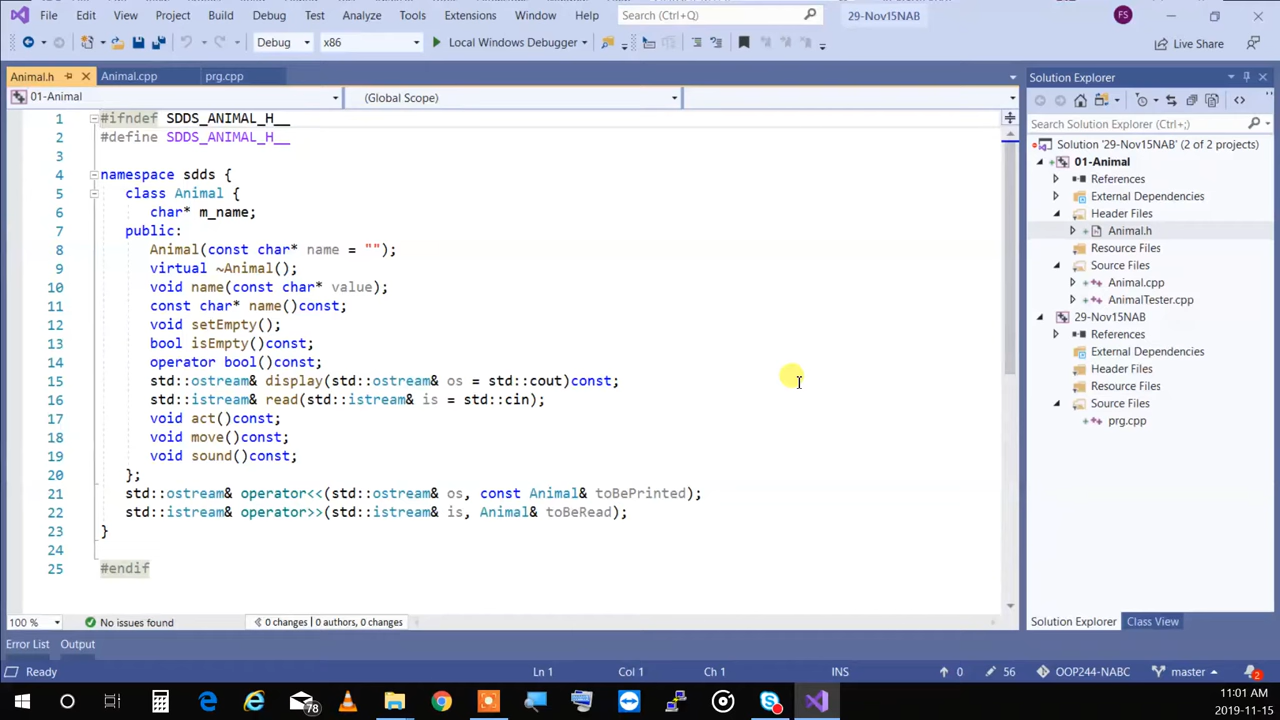 File Edit View Project Build Debug Test Analyze Tools Extensions Window Help Search (Ctrl+Q) 29-Nov15NAB FS
Debug x86 Local Windows Debugger Live Share
Animal.h Animal.cpp prg.cpp
01-Animal (Global Scope)
1 #ifndef SDDS_ANIMAL_H__
2 #define SDDS_ANIMAL_H__
3
4 namespace sdds {
5 class Animal {
6 char* m_name;
7 public:
8 Animal(const char* name = "");
9 virtual ~Animal();
10 void name(const char* value);
11 const char* name()const;
12 void setEmpty();
13 bool isEmpty()const;
14 operator bool()const;
15 std::ostream& display(std::ostream& os = std::cout)const;
16 std::istream& read(std::istream& is = std::cin);
17 void act()const;
18 void move()const;
19 void sound()const;
20 };
21 std::ostream& operator<<(std::ostream& os, const Animal& toBePrinted);
22 std::istream& operator>>(std::istream& is, Animal& toBeRead);
23 }
24
25 #endif
100 % No issues found 0 changes | 0 authors, 0 changes
Solution Explorer
Search Solution Explorer (Ctrl+;)
Solution '29-Nov15NAB' (2 of 2 projects)
01-Animal
References
External Dependencies
Header Files
Animal.h
Resource Files
Source Files
Animal.cpp
AnimalTester.cpp
29-Nov15NAB
References
External Dependencies
Header Files
Resource Files
Source Files
prg.cpp
Solution Explorer Class View
Error List Output
Ready Ln 1 Col 1 Ch 1 INS 0 56 OOP244-NABC master 2
78
11:01 AM
2019-11-15